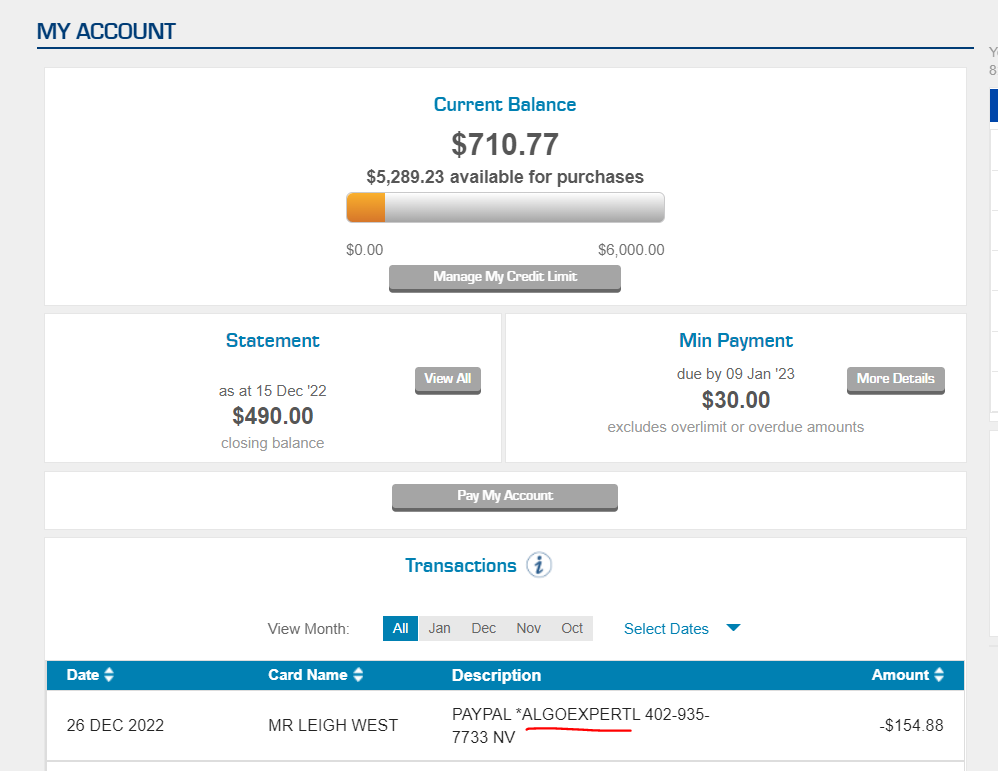 MY ACCOUNT
Current Balance
$710.77
$5,289.23 available for purchases
$0.00 $6,000.00
Manage My Credit Limit
Statement
as at 15 Dec '22
$490.00
closing balance
View All
Min Payment
due by 09 Jan '23
$30.00
excludes overlimit or overdue amounts
More Details
Pay My Account
Transactions i
View Month: All Jan Dec Nov Oct Select Dates
Date Card Name Description Amount
26 DEC 2022 MR LEIGH WEST PAYPAL *ALGOEXPERTL 402-935-
7733 NV -$154.88
8